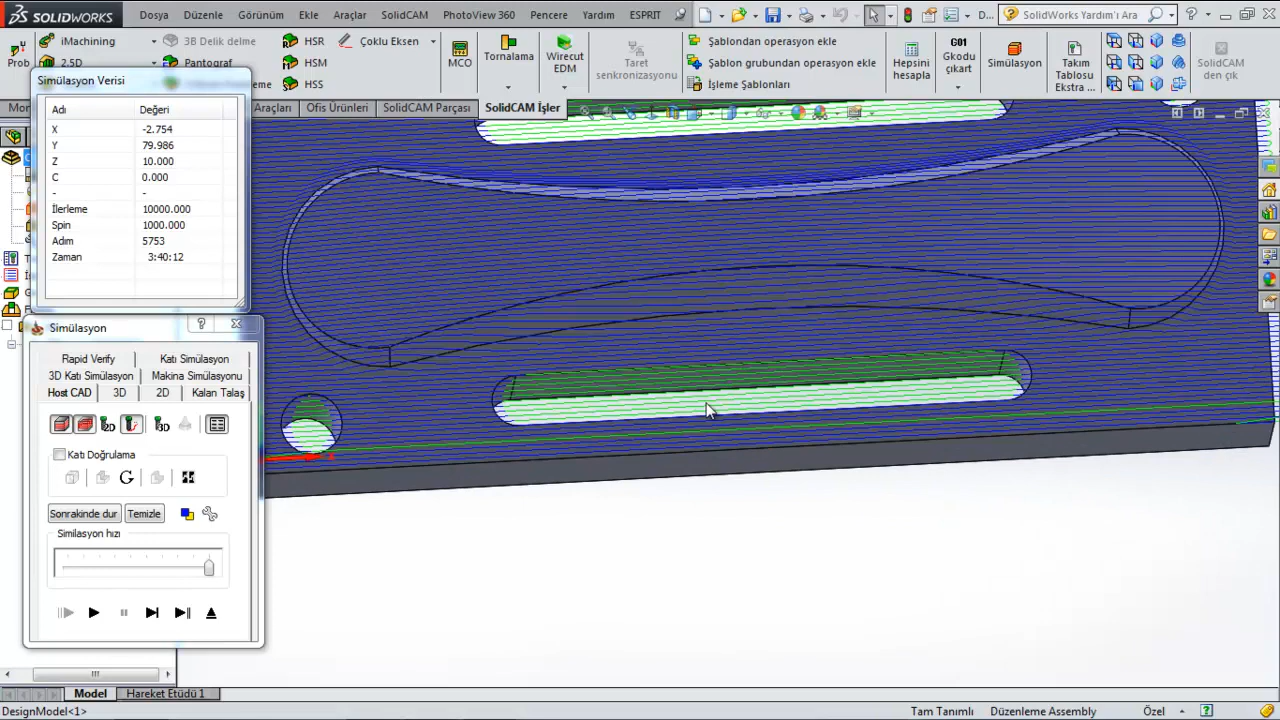 SOLIDWORKS Dosya Düzenle Görünüm Ekle Araçlar SolidCAM PhotoView 360 Pencere Yardım ESPRIT D... SolidWorks Yardım'ı Ara
Prob
iMachining
2.5D
3B Delik delme
Pantograf
HSR
HSM
HSS
Çoklu Eksen
MCO
Tornalama
Wirecut
EDM
Taret
senkronizasyonu
Şablondan operasyon ekle
Şablon grubundan operasyon ekle
İşleme Şablonları
Hepsini
hesapla
G01
Gkodu
çıkart
Simülasyon
Takım
Tablosu
Ekstra ...
SolidCAM
den çık
Araçları Ofis Ürünleri SolidCAM Parçası SolidCAM İşler
Simülasyon Verisi
Adı Değeri
X -2.754
Y 79.986
Z 10.000
C 0.000
- -
İlerleme 10000.000
Spin 1000.000
Adım 5753
Zaman 3:40:12
Simülasyon
Rapid Verify Katı Simülasyon
3D Katı Simülasyon Makina Simülasyonu
Host CAD 3D 2D Kalan Talaş
2D 3D
Katı Doğrulama
Sonrakinde dur Temizle
Similasyon hızı
Model Hareket Etüdü 1
DesignModel<1> Tam Tanımlı Düzenleme Assembly Özel